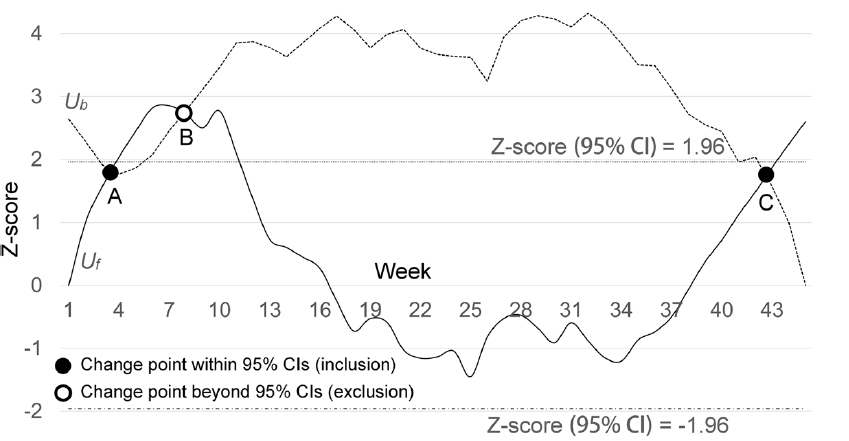 4
3
2
1
0
-1
-2
Z-score
Ub
Uf
A
B
C
Z-score (95% CI) = 1.96
Week
1 4 7 10 13 16 19 22 25 28 31 34 37 40 43
Change point within 95% CIs (inclusion)
Change point beyond 95% CIs (exclusion)
Z-score (95% CI) = -1.96